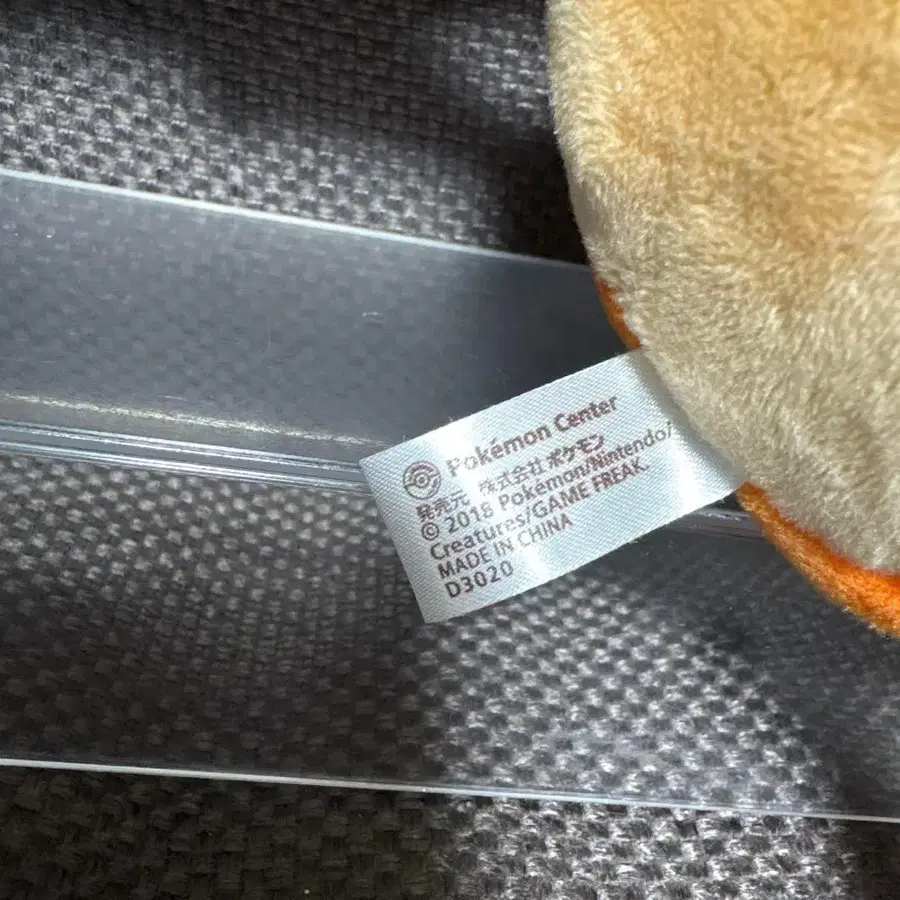 Pokémon Center
発売元 株式会社ポケモン
© 2018 Pokémon/Nintendo/
Creatures/GAME FREAK.
MADE IN CHINA
D3020